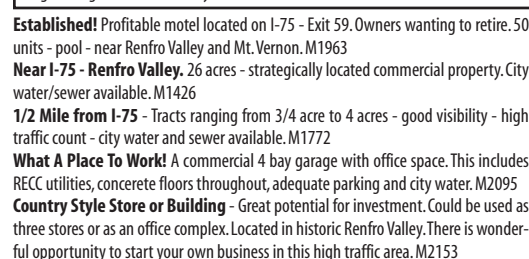 Established! Profitable motel located on I-75 - Exit 59. Owners wanting to retire. 50
units - pool - near Renfro Valley and Mt. Vernon. M1963
Near I-75 - Renfro Valley. 26 acres - strategically located commercial property. City
water/sewer available. M1426
1/2 Mile from I-75 - Tracts ranging from 3/4 acre to 4 acres - good visibility - high
traffic count - city water and sewer available. M1772
What A Place To Work! A commercial 4 bay garage with office space. This includes
RECC utilities, concerete floors throughout, adequate parking and city water. M2095
Country Style Store or Building - Great potential for investment. Could be used as
three stores or as an office complex. Located in historic Renfro Valley. There is wonder-
ful opportunity to start your own business in this high traffic area. M2153